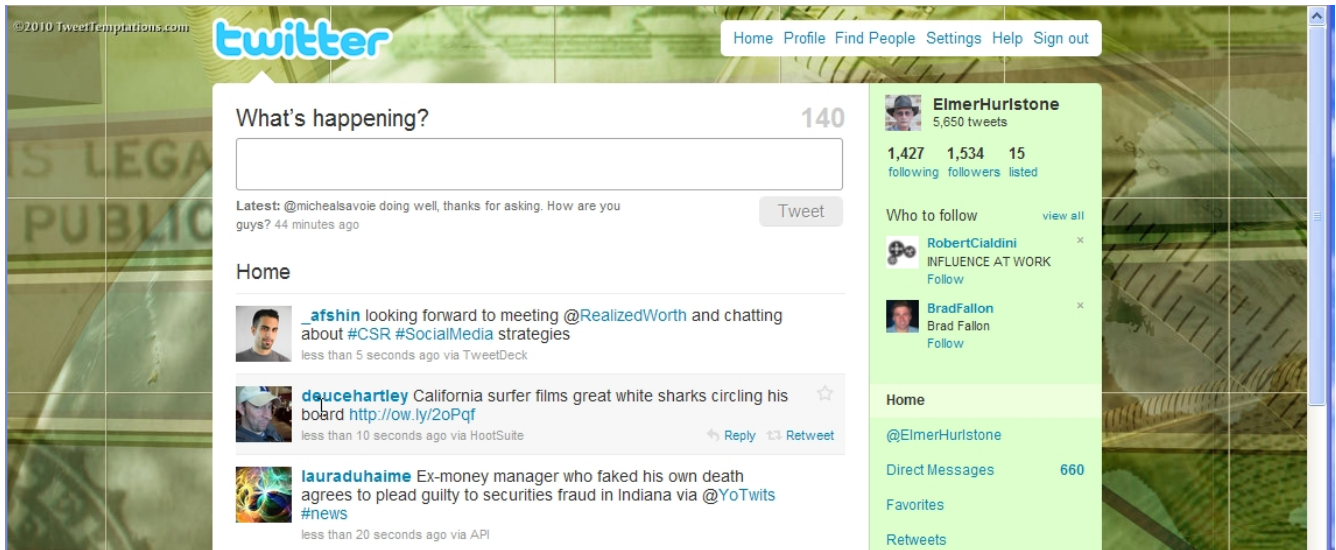 ©2010 TweetTemptations.com
twitter
Home Profile Find People Settings Help Sign out
What's happening?
140
Latest: @michealsavoie doing well, thanks for asking. How are you
guys? 44 minutes ago
Tweet
Home
_afshin looking forward to meeting @RealizedWorth and chatting
about #CSR #SocialMedia strategies
less than 5 seconds ago via TweetDeck
deucehartley California surfer films great white sharks circling his
board http://ow.ly/2oPqf
less than 10 seconds ago via HootSuite
Reply Retweet
lauraduhaime Ex-money manager who faked his own death
agrees to plead guilty to securities fraud in Indiana via @YoTwits
#news
less than 20 seconds ago via API
ElmerHurlstone
5,650 tweets
1,427 1,534 15
following followers listed
Who to follow view all
RobertCialdini
INFLUENCE AT WORK
Follow
BradFallon
Brad Fallon
Follow
Home
@ElmerHurlstone
Direct Messages 660
Favorites
Retweets
IS LEGA
PUBLIC